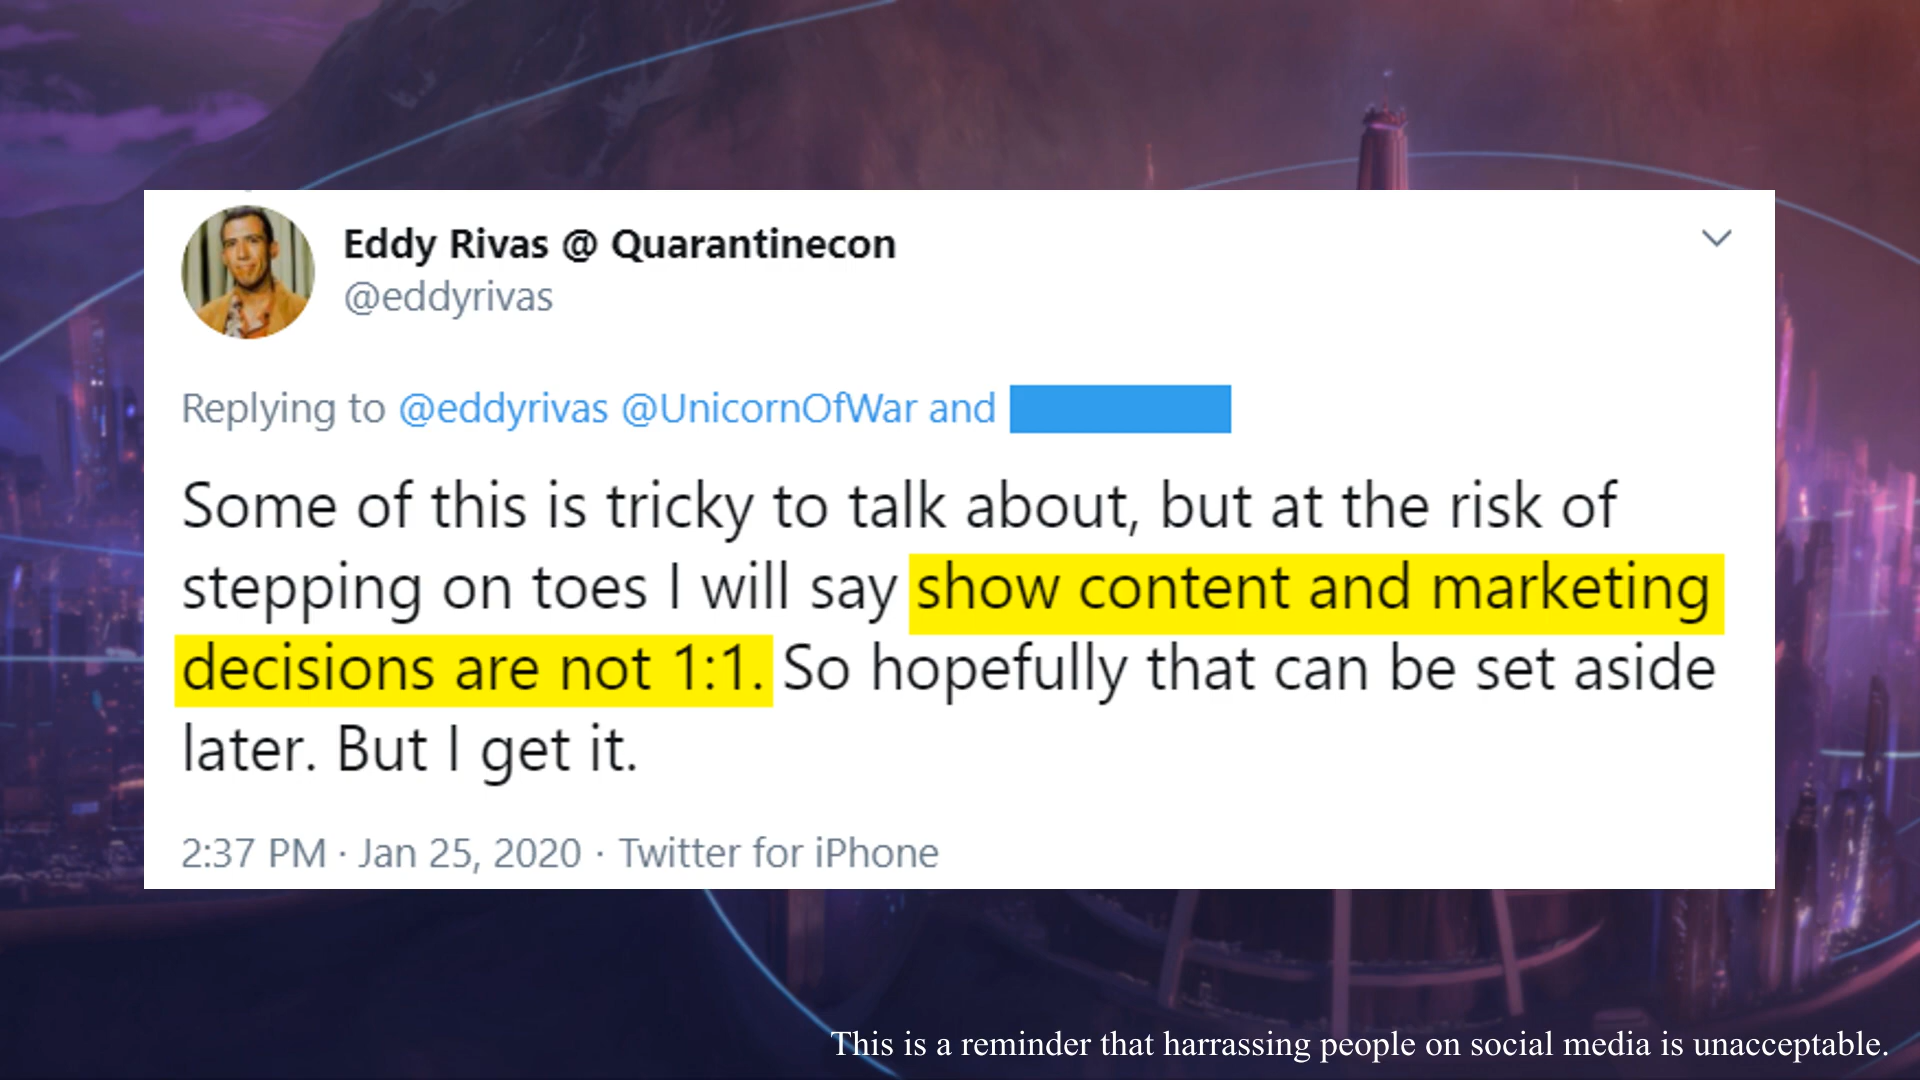 Eddy Rivas @ Quarantinecon
@eddyrivas
Replying to @eddyrivas @UnicornOfWar and
Some of this is tricky to talk about, but at the risk of
stepping on toes I will say show content and marketing
decisions are not 1:1. So hopefully that can be set aside
later. But I get it.
2:37 PM · Jan 25, 2020 · Twitter for iPhone
This is a reminder that harrassing people on social media is unacceptable.